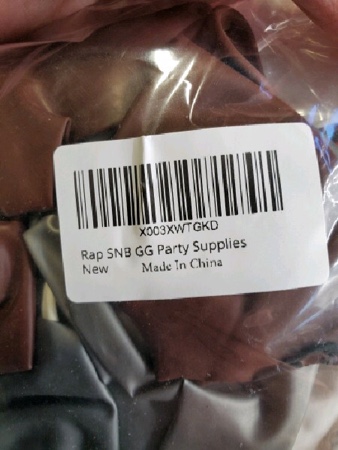 X003XWTGKD
Rap SNB GG Party Supplies
New Made In China